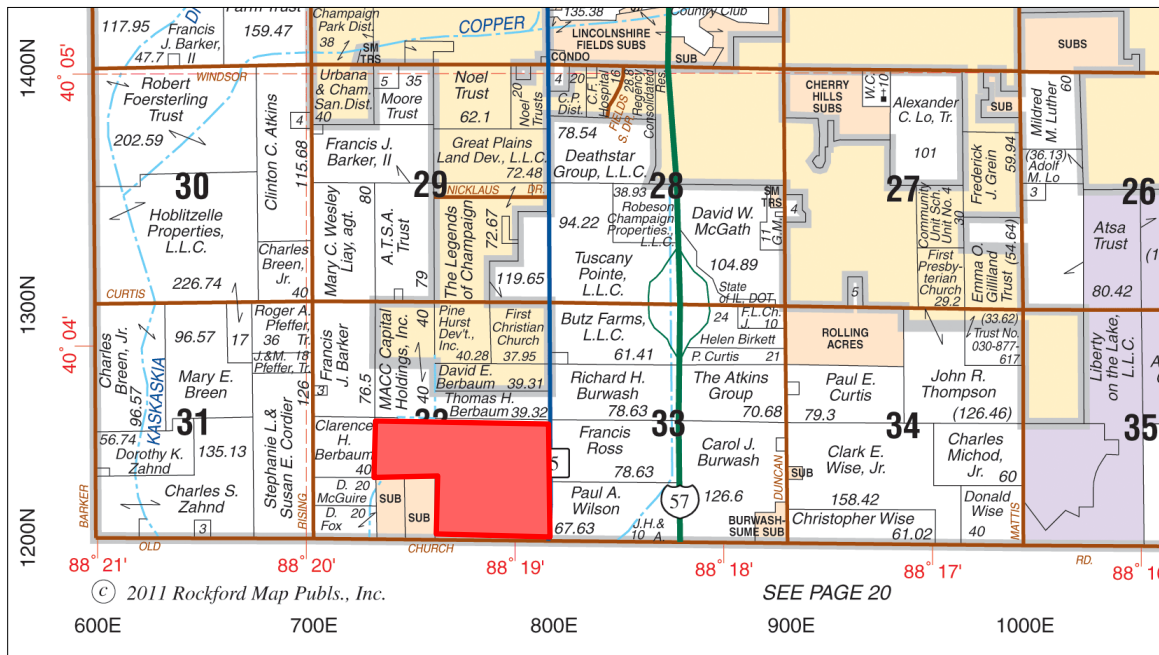 117.95
Francis
J. Barker,
II
47.7
159.47
Champaign
Park Dist.
38
SM
TRS
COPPER
135.38
Country Club
LINCOLNSHIRE
FIELDS SUBS
CONDO
SUB
SUBS
1400N
40° 05'
WINDSOR
Robert
Foersterling
Trust
202.59
Clinton C. Atkins
4
115.68
Urbana
& Cham.
San.Dist.
40
5
35
Moore
Trust
Noel
Trust
62.1
20
Noel
Trusts
4
20
C.P.
Dist.
C.F.
Hospital
16
FIELDS
S. DR.
28.8
Regency
Consolidated
Res.
CHERRY
HILLS
SUBS
W.C.
10
Alexander
C. Lo, Tr.
101
SUB
Mildred
M. Luther
60
30
Francis J.
Barker, II
29
Great Plains
Land Dev., L.L.C.
72.48
NICKLAUS
DR.
78.54
Deathstar
Group, L.L.C.
28
27
Frederick
J. Grein
59.94
(36.13)
Adolf
M. Lo
3
26
Hoblitzelle
Properties,
L.L.C.
226.74
Charles
Breen,
Jr.
40
Mary C. Wesley
Liay, agt.
80
A.T.S.A.
Trust
79
The Legends
of Champaign
72.67
119.65
94.22
38.93
Robeson
Champaign
Properties,
L.L.C.
Tuscany
Pointe,
L.L.C.
David W.
McGath
104.89
SM
TRS
4
11
G.M.
State
of IL, DOT
5
Community
Unit Sch.
Unit No. 4
30
First
Presby-
terian
Church
29.2
Emma O.
Gilliland
Trust (54.64)
Atsa
Trust
80.42
1300N
CURTIS
40° 04'
Charles
Breen, Jr.
96.57
KASKASKIA
96.57
17
Mary E.
Breen
Roger A.
Pfeffer,
36
Tr.
J.&M. 18
Pfeffer, Tr.
126
Francis
J. Barker
3
76.5
MACC Capital
Holdings, Inc.
40
40
Pine
Hurst
Dev't.,
Inc.
40.28
First
Christian
Church
37.95
David E.
Berbaum 39.31
Thomas H.
Berbaum 39.32
Butz Farms,
L.L.C.
61.41
24
F.L.Ch.
J. 10
Helen Birkett
P. Curtis 21
ROLLING
ACRES
(33.62)
Trust No.
030-877-
617
Liberty
on the Lake,
L.L.C.
Richard H.
Burwash
78.63
The Atkins
Group
70.68
Paul E.
Curtis
79.3
John R.
Thompson
(126.46)
31
33
34
35
56.74
Dorothy K.
Zahnd
135.13
Stephanie L.&
Susan E. Cordier
Clarence
H.
Berbaum
40
Francis
Ross
78.63
Carol J.
Burwash
126.6
Clark E.
Wise, Jr.
158.42
SUB
Charles
Michod,
Jr.
60
Charles S.
Zahnd
3
D. 20
McGuire
D. 20
Fox
SUB
SUB
Paul A.
Wilson
67.63
J.H.&
10 A.
57
DUNCAN
BURWASH-
SUME SUB
Christopher Wise
61.02
Donald
Wise
40
MATTIS
BARKER
RISING
1200N
OLD
CHURCH
RD.
88° 21'
88° 20'
88° 19'
88° 18'
88° 17'
88° 16
© 2011 Rockford Map Publs., Inc.
SEE PAGE 20
600E
700E
800E
900E
1000E